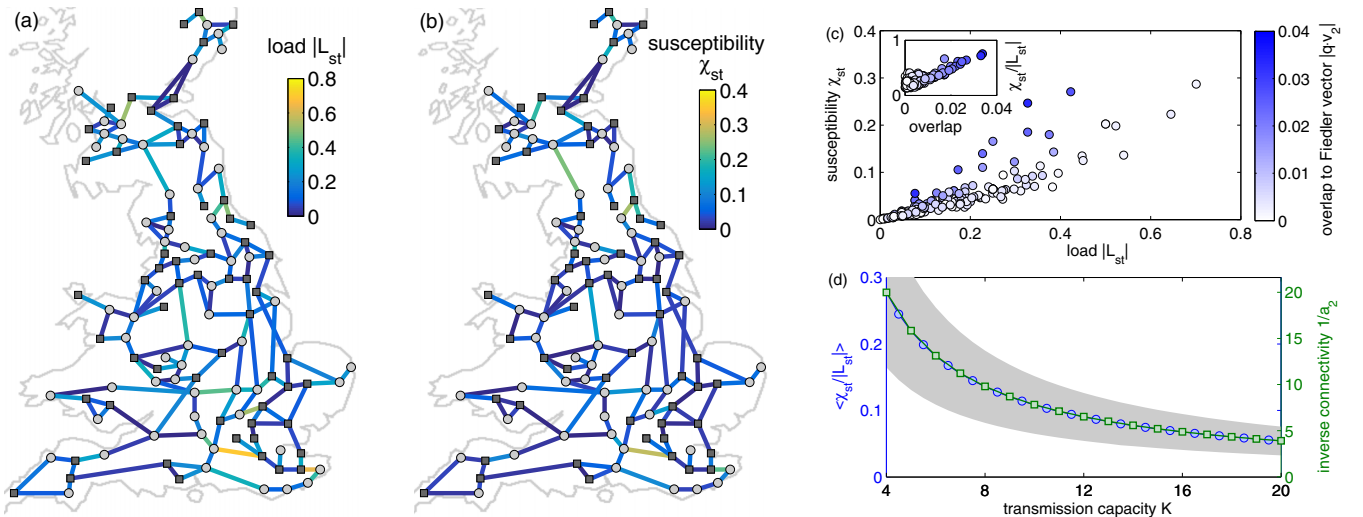 (a)
load |L_st|
0.8
0.6
0.4
0.2
0
(b)
susceptibility
χ_st
0.4
0.3
0.2
0.1
0
(c)
susceptibility χ_st
0.4
0.3
0.2
0.1
0
0 0.2 0.4 0.6 0.8
load |L_st|
1
0
0 0.02 0.04
overlap
χ_st/|L_st|
0.04
0.03
0.02
0.01
0
overlap to Fiedler vector |q·v_2|
(d)
<χ_st/|L_st|>
0.3
0.2
0.1
0
4 8 12 16 20
transmission capacity K
20
15
10
5
0
inverse connectivity 1/a_2